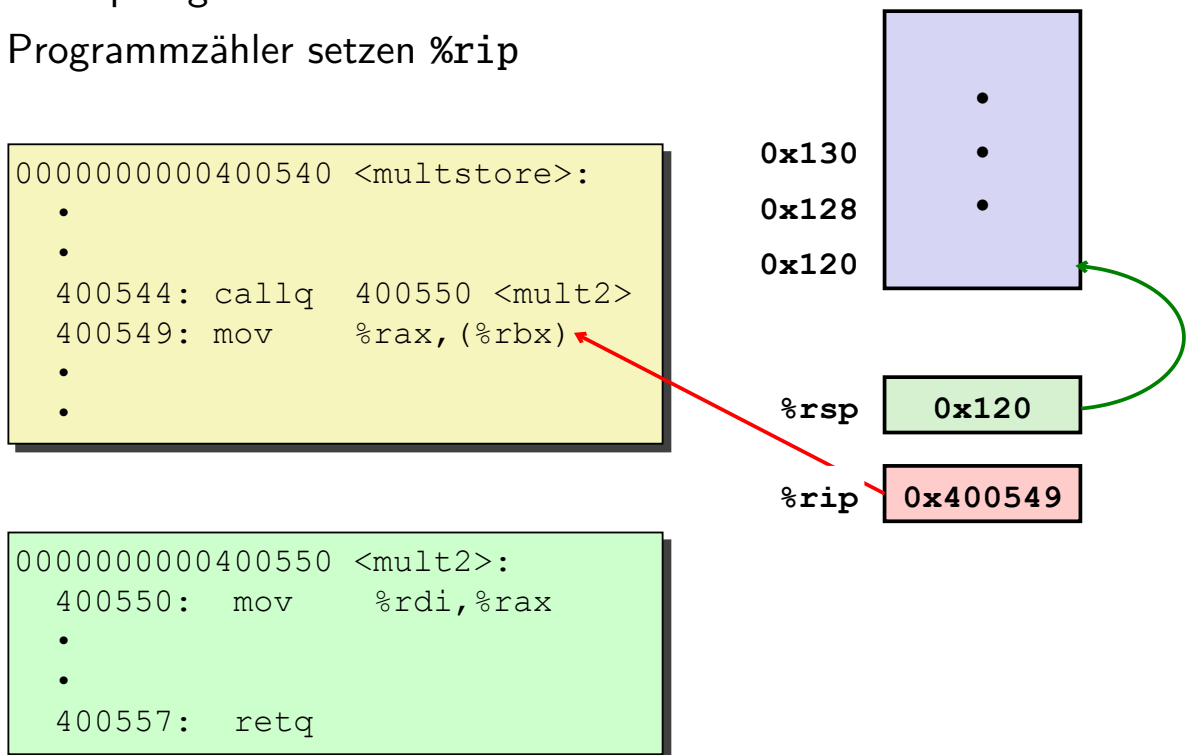 Programmzähler setzen %rip
0000000000400540 <multstore>:
•
•
400544: callq 400550 <mult2>
400549: mov %rax,(%rbx)
•
•
0000000000400550 <mult2>:
400550: mov %rdi,%rax
•
•
400557: retq
•
0x130 •
0x128 •
0x120
%rsp 0x120
%rip 0x400549